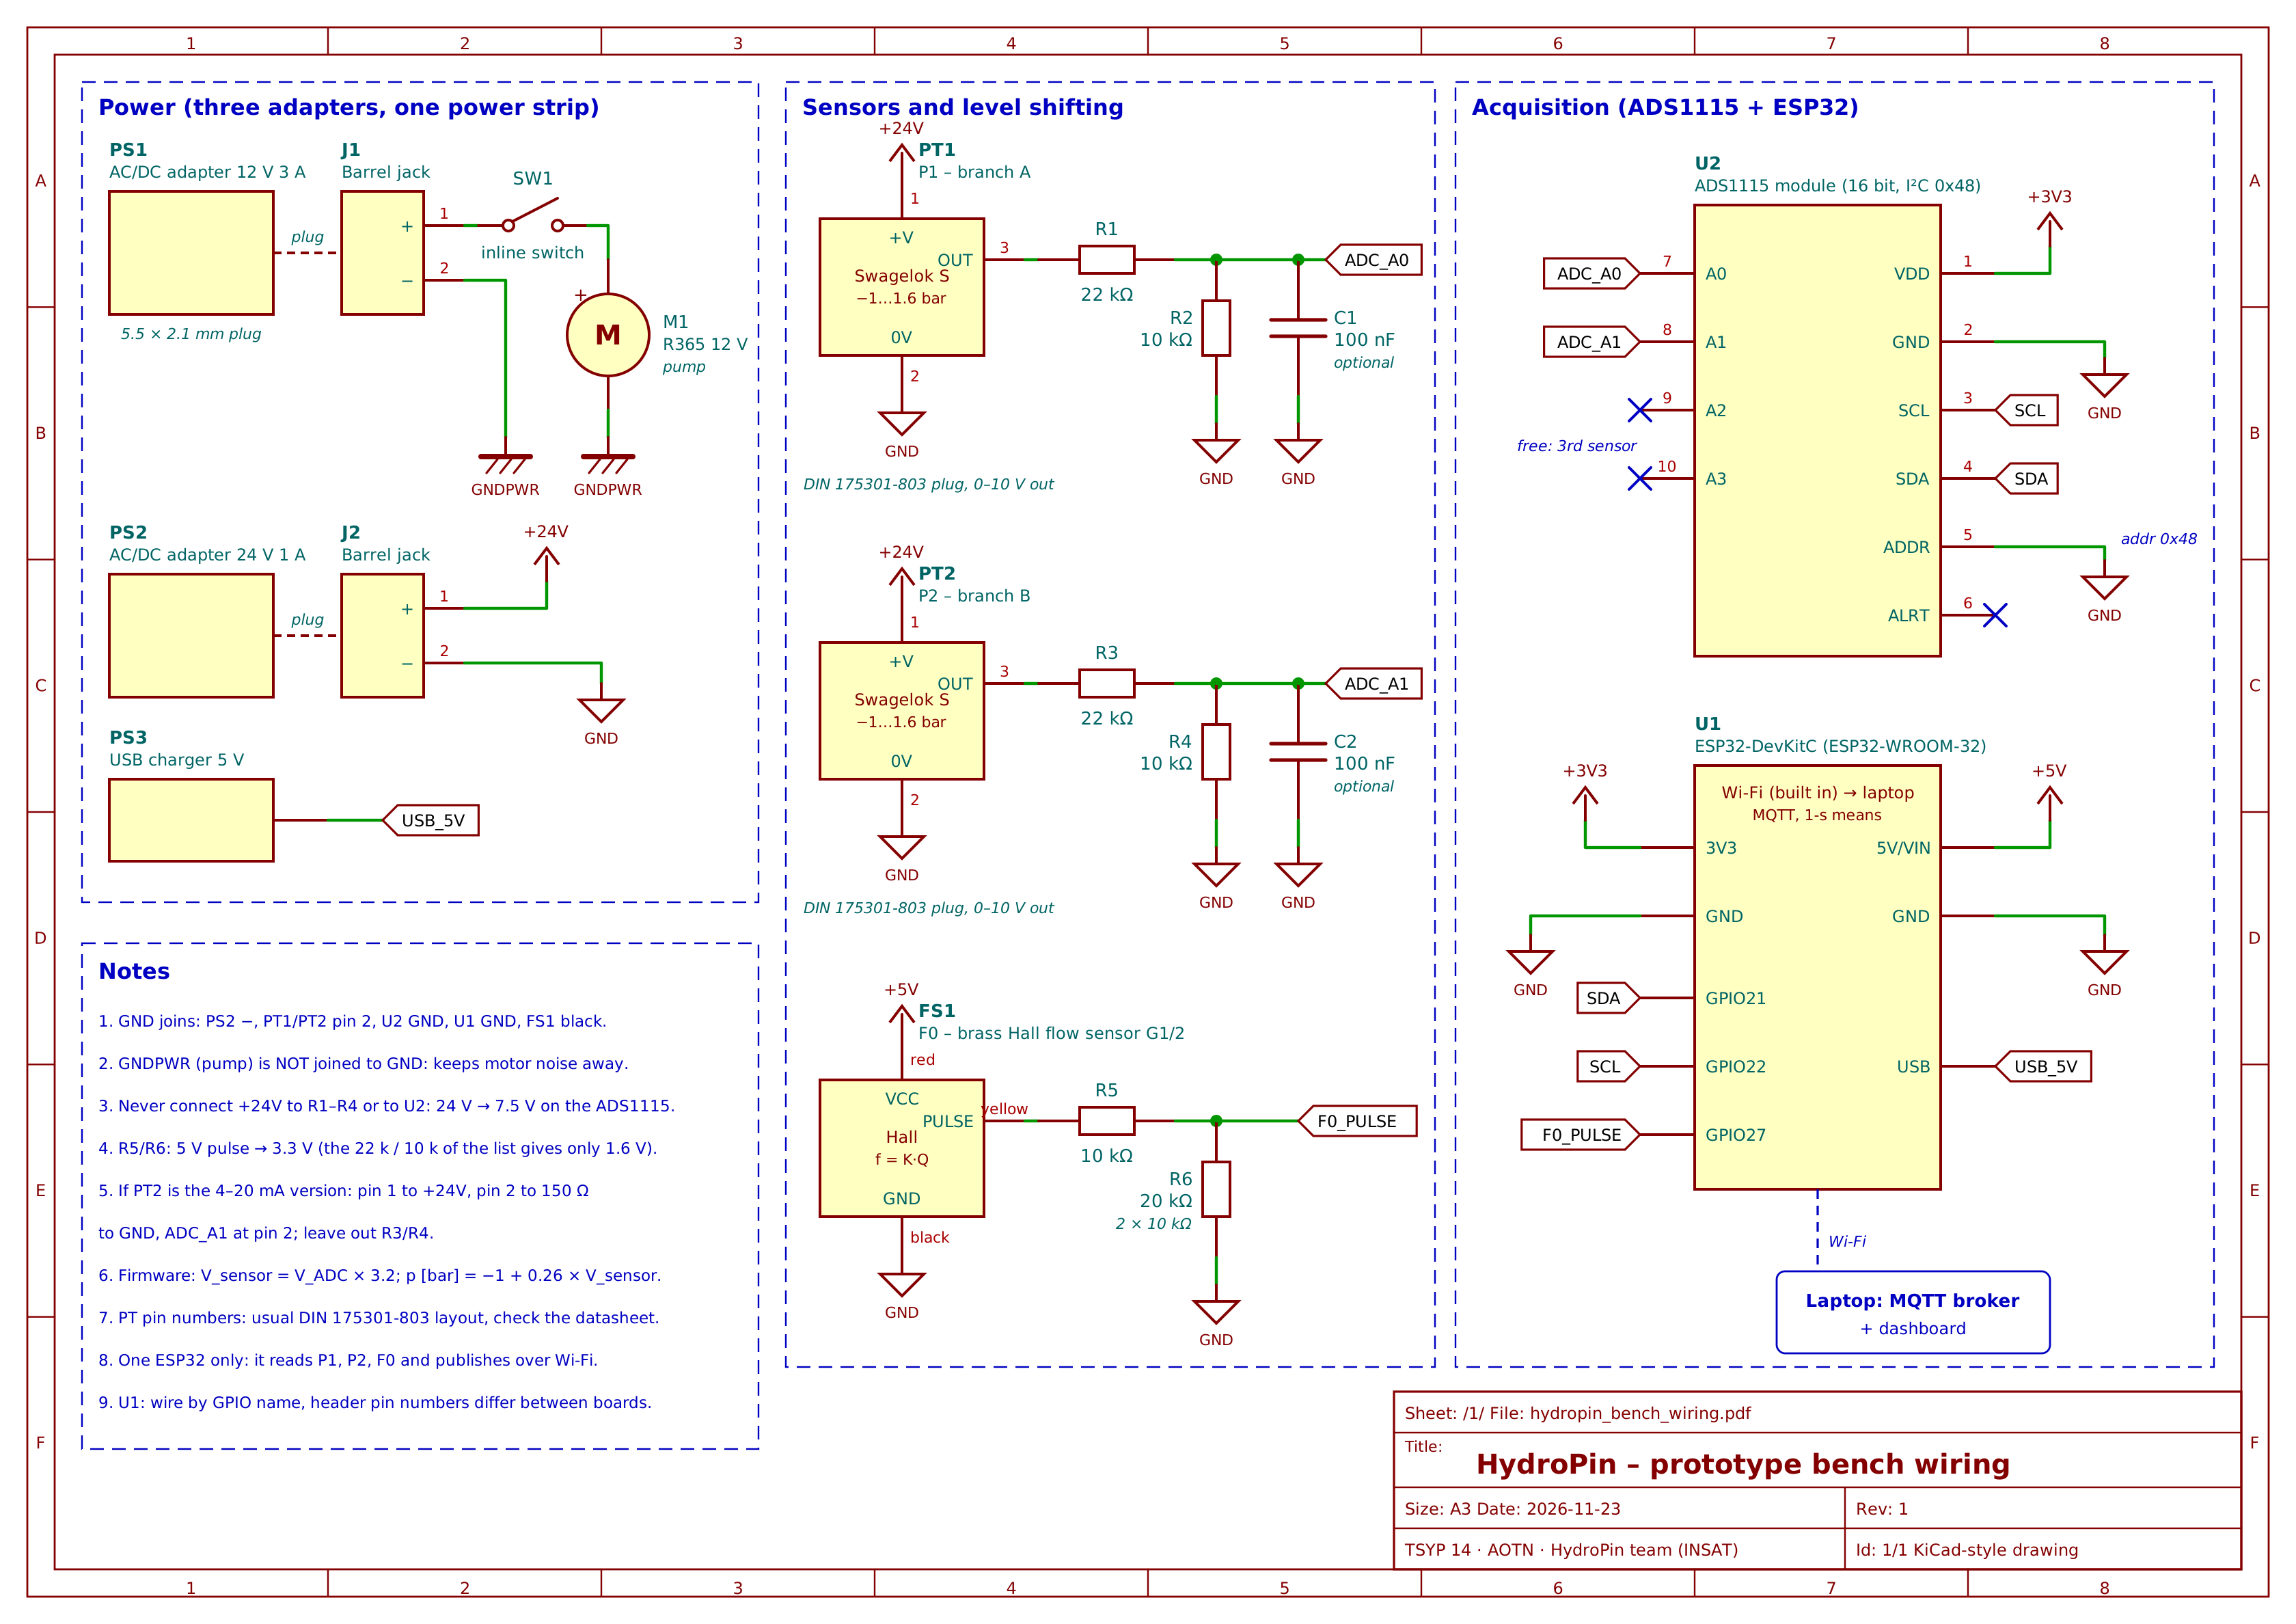 1 2 3 4 5 6 7 8
A
B
C
D
E
F
Power (three adapters, one power strip)
PS1
AC/DC adapter 12 V 3 A
5.5 × 2.1 mm plug
plug
J1
Barrel jack
+
−
1
2
SW1
inline switch
+
M
M1
R365 12 V
pump
GNDPWR
GNDPWR
PS2
AC/DC adapter 24 V 1 A
plug
J2
Barrel jack
+
−
1
2
+24V
GND
PS3
USB charger 5 V
USB_5V
Notes
1. GND joins: PS2 −, PT1/PT2 pin 2, U2 GND, U1 GND, FS1 black.
2. GNDPWR (pump) is NOT joined to GND: keeps motor noise away.
3. Never connect +24V to R1–R4 or to U2: 24 V → 7.5 V on the ADS1115.
4. R5/R6: 5 V pulse → 3.3 V (the 22 k / 10 k of the list gives only 1.6 V).
5. If PT2 is the 4–20 mA version: pin 1 to +24V, pin 2 to 150 Ω
to GND, ADC_A1 at pin 2; leave out R3/R4.
6. Firmware: V_sensor = V_ADC × 3.2; p [bar] = −1 + 0.26 × V_sensor.
7. PT pin numbers: usual DIN 175301-803 layout, check the datasheet.
8. One ESP32 only: it reads P1, P2, F0 and publishes over Wi-Fi.
9. U1: wire by GPIO name, header pin numbers differ between boards.
Sensors and level shifting
+24V
PT1
P1 – branch A
1
+V
OUT
Swagelok S
−1…1.6 bar
0V
3
2
GND
R1
22 kΩ
R2
10 kΩ
GND
C1
100 nF
optional
GND
ADC_A0
DIN 175301-803 plug, 0–10 V out
+24V
PT2
P2 – branch B
1
+V
OUT
Swagelok S
−1…1.6 bar
0V
3
2
GND
R3
22 kΩ
R4
10 kΩ
GND
C2
100 nF
optional
GND
ADC_A1
DIN 175301-803 plug, 0–10 V out
+5V
FS1
F0 – brass Hall flow sensor G1/2
red
VCC
PULSE
Hall
f = K·Q
GND
yellow
black
GND
R5
10 kΩ
R6
20 kΩ
2 × 10 kΩ
GND
F0_PULSE
Acquisition (ADS1115 + ESP32)
U2
ADS1115 module (16 bit, I²C 0x48)
ADC_A0
7
A0
ADC_A1
8
A1
9
A2
free: 3rd sensor
10
A3
VDD
1
+3V3
GND
2
GND
SCL
3
SCL
SDA
4
SDA
ADDR
5
addr 0x48
GND
ALRT
6
U1
ESP32-DevKitC (ESP32-WROOM-32)
Wi-Fi (built in) → laptop
MQTT, 1-s means
+3V3
3V3
GND
GND
SDA
GPIO21
SCL
GPIO22
F0_PULSE
GPIO27
+5V
5V/VIN
GND
GND
USB
USB_5V
Wi-Fi
Laptop: MQTT broker
+ dashboard
Sheet: /1/ File: hydropin_bench_wiring.pdf
Title:
HydroPin – prototype bench wiring
Size: A3 Date: 2026-11-23
Rev: 1
TSYP 14 · AOTN · HydroPin team (INSAT)
Id: 1/1 KiCad-style drawing
A
B
C
D
E
F
1 2 3 4 5 6 7 8